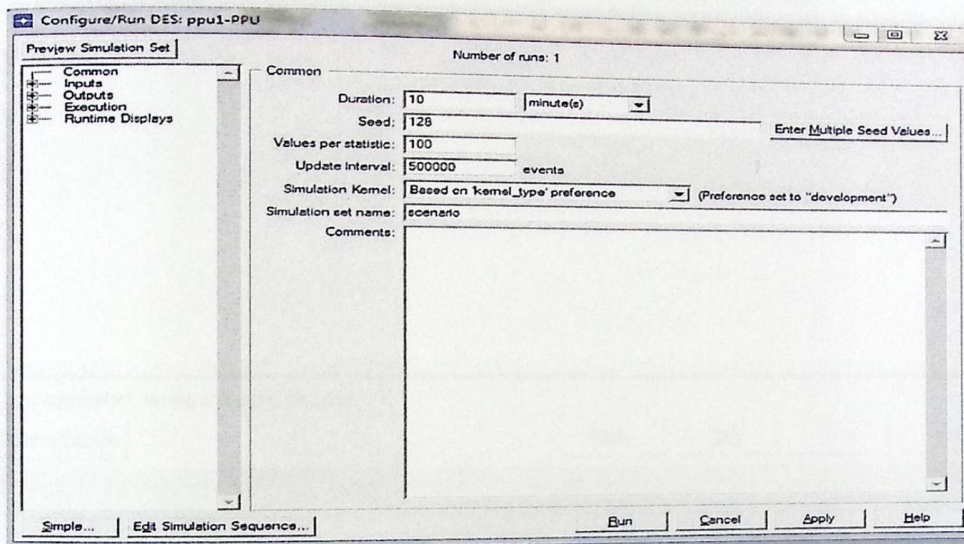 Configure/Run DES: ppu1-PPU
Preview Simulation Set
Number of runs: 1
Common
Inputs
Outputs
Execution
Runtime Displays
Common
Duration: 10 minute(s)
Seed: 128 Enter Multiple Seed Values...
Values per statistic: 100
Update Interval: 500000 events
Simulation Kernel: Based on 'kernel_type' preference (Preference set to "development")
Simulation set name: scenario
Comments:
Simple... Edit Simulation Sequence... Run Cancel Apply Help